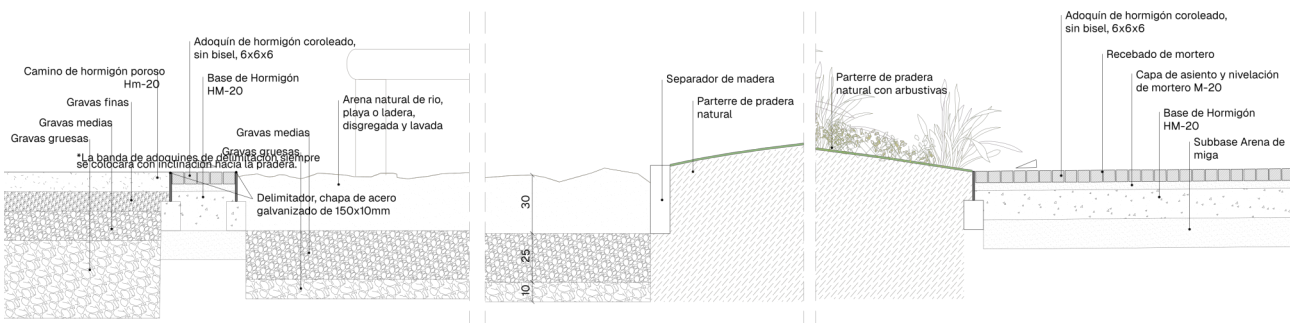 Adoquín de hormigón coroleado,
sin bisel, 6x6x6
Camino de hormigón poroso
Hm-20
Base de Hormigón
HM-20
Gravas finas
Gravas medias
Gravas gruesas
Arena natural de rio,
playa o ladera,
disgregada y lavada
Gravas medias
Gravas gruesas
*La banda de adoquines de delimitación siempre
se colocará con inclinación hacia la pradera.
Delimitador, chapa de acero
galvanizado de 150x10mm
Separador de madera
Parterre de pradera
natural
30
25
10
Parterre de pradera
natural con arbustivas
Adoquín de hormigón coroleado,
sin bisel, 6x6x6
Recebado de mortero
Capa de asiento y nivelación
de mortero M-20
Base de Hormigón
HM-20
Subbase Arena de
miga